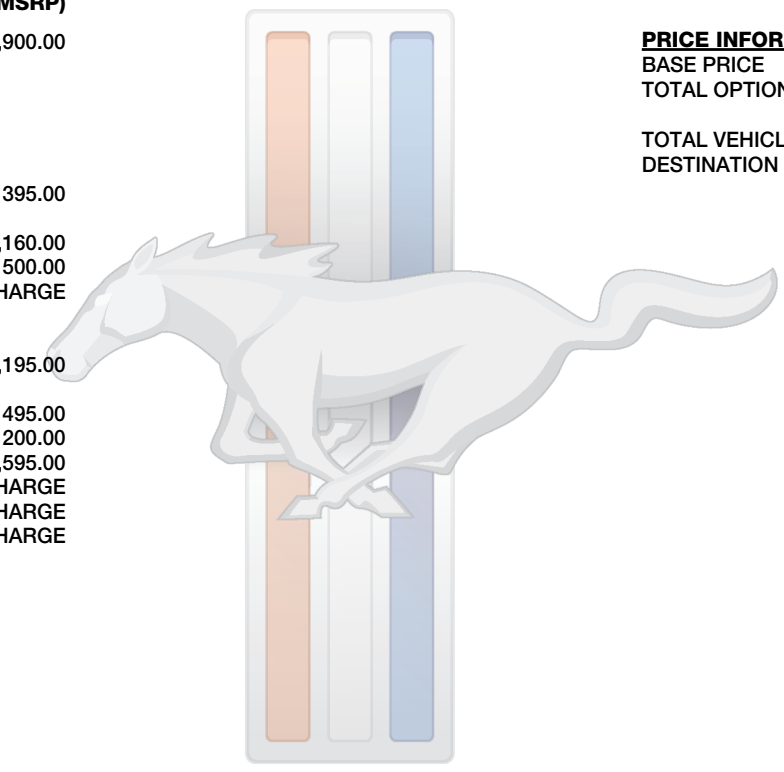 MSRP)
,900.00
395.00
,160.00
500.00
HARGE
,195.00
495.00
200.00
,595.00
HARGE
HARGE
HARGE
PRICE INFOR
BASE PRICE
TOTAL OPTION
TOTAL VEHICL
DESTINATION